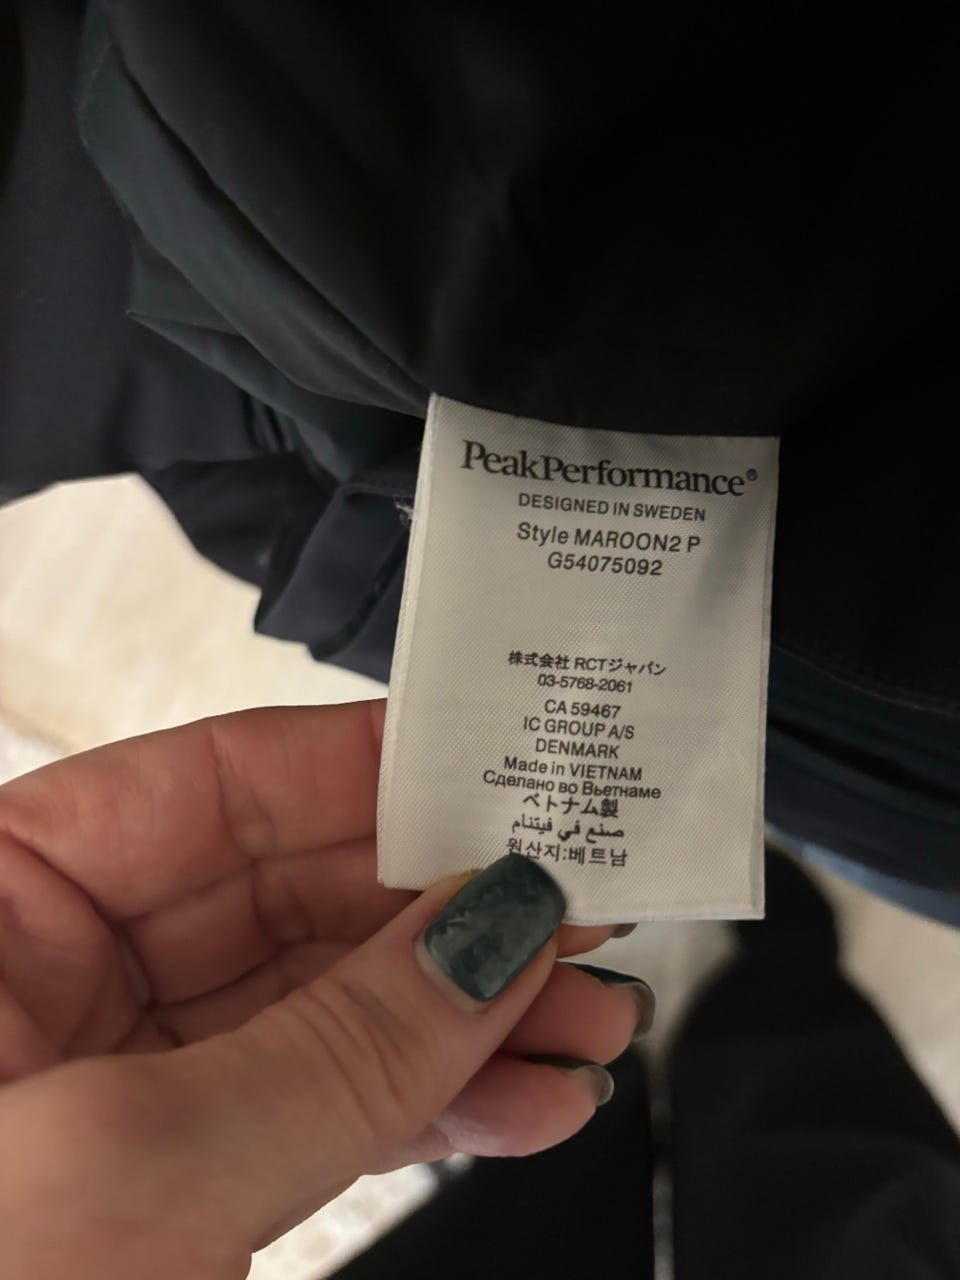 PeakPerformance®
DESIGNED IN SWEDEN
Style MAROON2 P
G54075092
株式会社 RCTジャパン
03-5768-2061
CA 59467
IC GROUP A/S
DENMARK
Made in VIETNAM
Сделано во Вьетнаме
ベトナム製
صنع في فيتنام
원산지:베트남